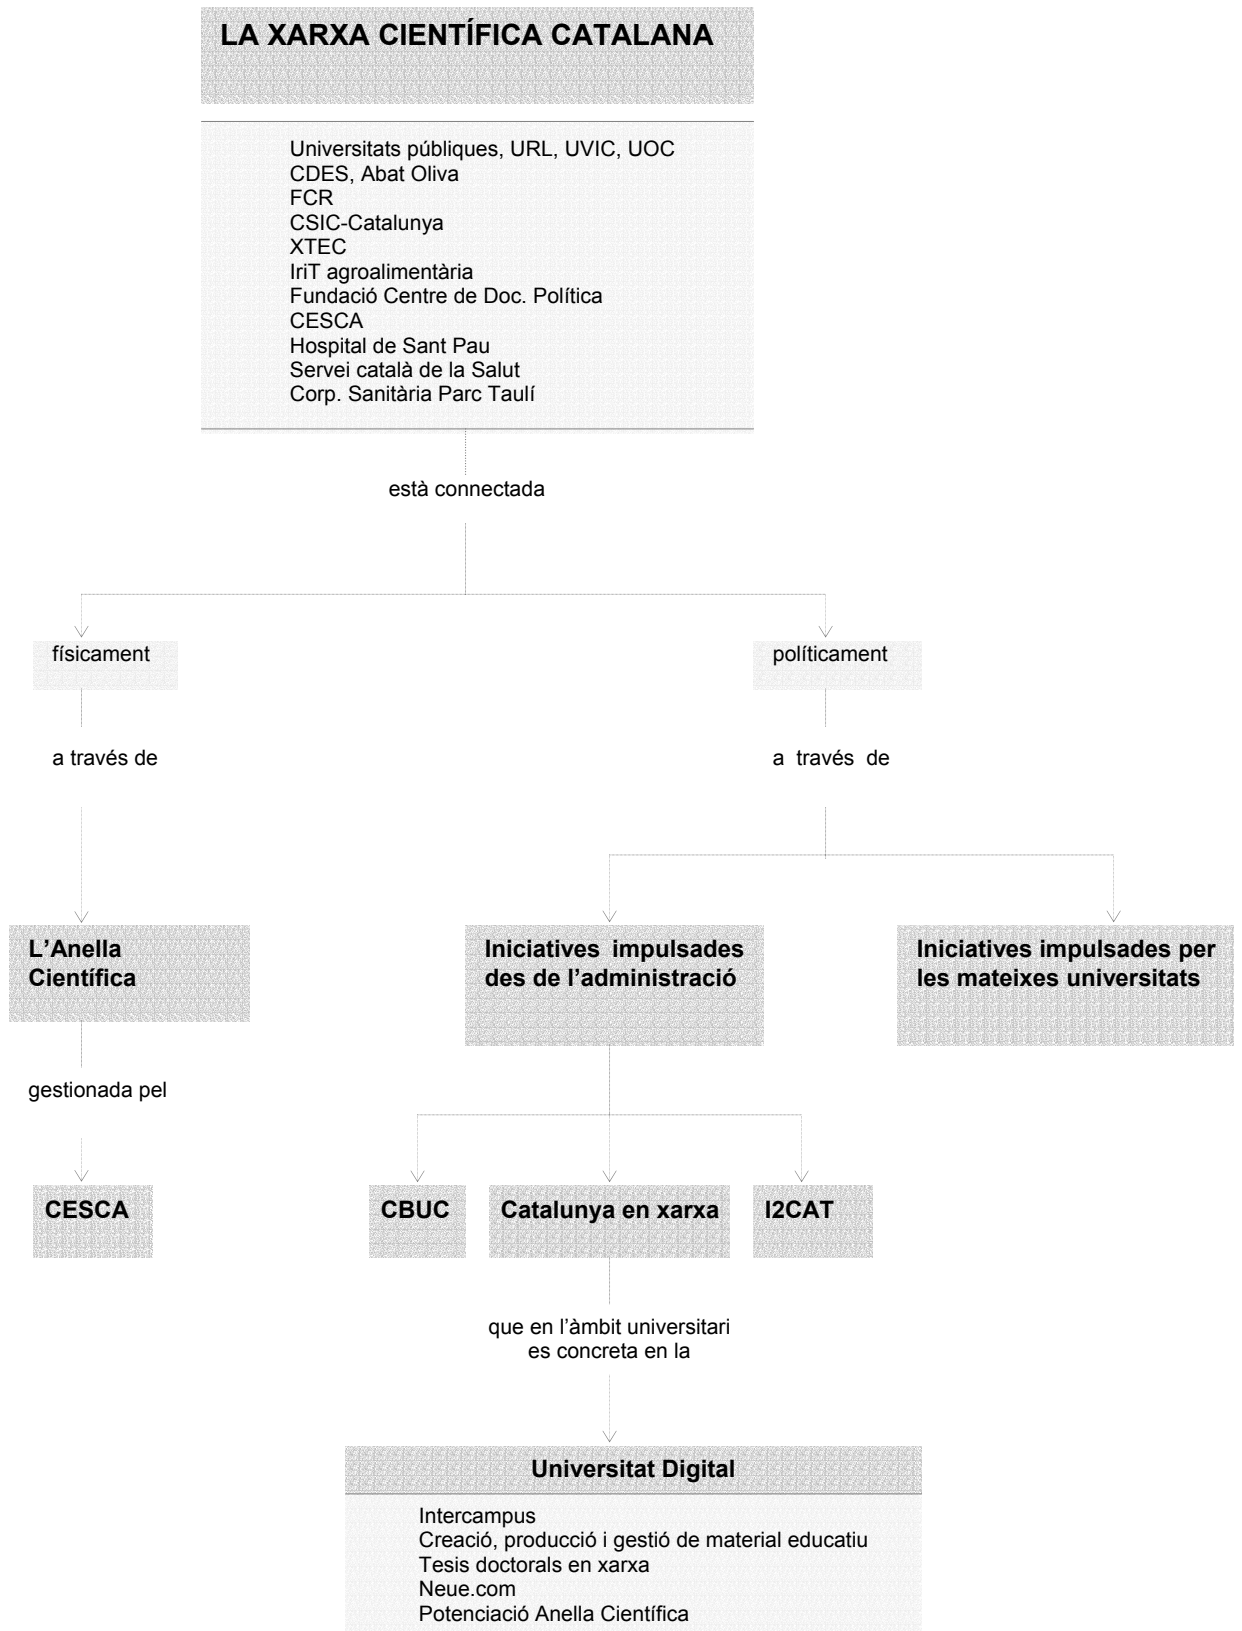 LA XARXA CIENTÍFICA CATALANA
Universitats públiques, URL, UVIC, UOC
CDES, Abat Oliva
FCR
CSIC-Catalunya
XTEC
IriT agroalimentària
Fundació Centre de Doc. Política
CESCA
Hospital de Sant Pau
Servei català de la Salut
Corp. Sanitària Parc Taulí
està connectada
físicament
políticament
a través de
a través de
L’Anella
Científica
Iniciatives impulsades
des de l’administració
Iniciatives impulsades per
les mateixes universitats
gestionada pel
CESCA
CBUC
Catalunya en xarxa
I2CAT
que en l’àmbit universitari
es concreta en la
Universitat Digital
Intercampus
Creació, producció i gestió de material educatiu
Tesis doctorals en xarxa
Neue.com
Potenciació Anella Científica